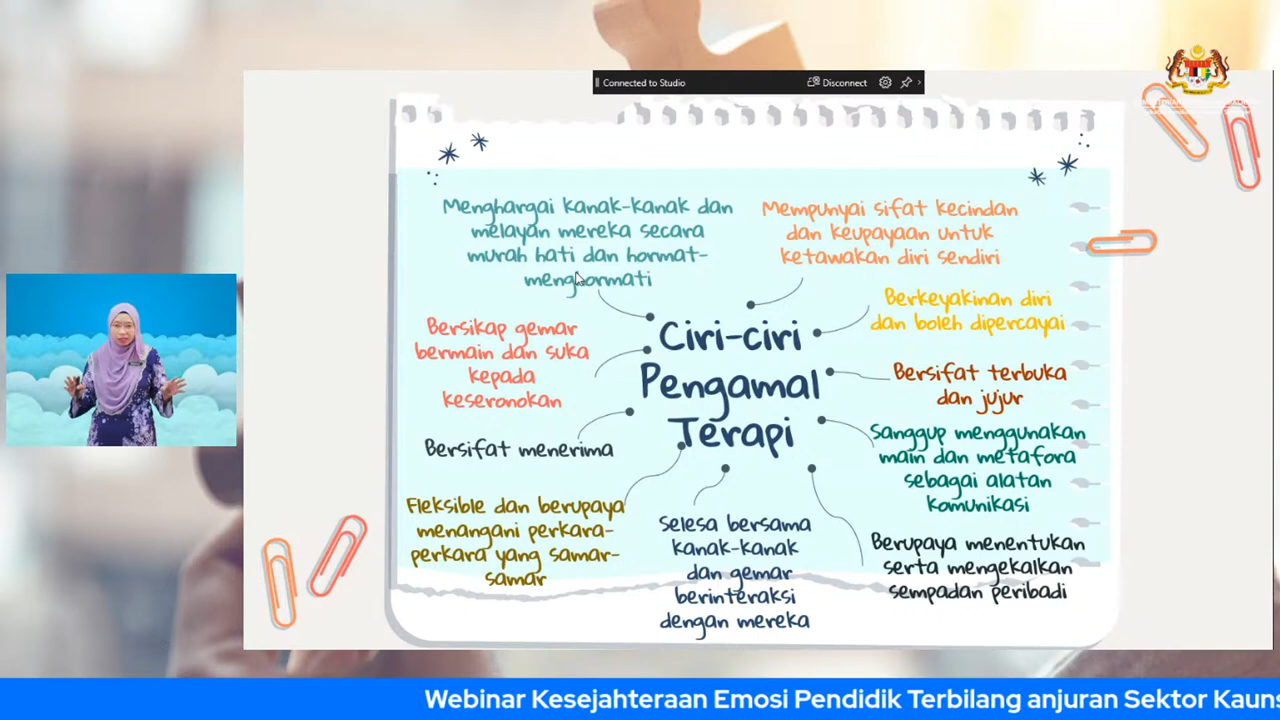 Connected to Studio
Disconnect
Menghargai kanak-kanak dan
melayan mereka secara
murah hati dan hormat-
menghormati
Mempunyai sifat kecindan
dan keupayaan untuk
ketawakan diri sendiri
Berkeyakinan diri
dan boleh dipercayai
Bersikap gemar
bermain dan suka
kepada
keseronokan
Ciri-ciri
Pengamal
Terapi
Bersifat terbuka
dan jujur
Bersifat menerima
Sanggup menggunakan
main dan metafora
sebagai alatan
komunikasi
Fleksible dan berupaya
menangani perkara-
perkara yang samar-
samar
Selesa bersama
kanak-kanak
dan gemar
berinteraksi
dengan mereka
Berupaya menentukan
serta mengekalkan
sempadan peribadi
Webinar Kesejahteraan Emosi Pendidik Terbilang anjuran Sektor Kauns